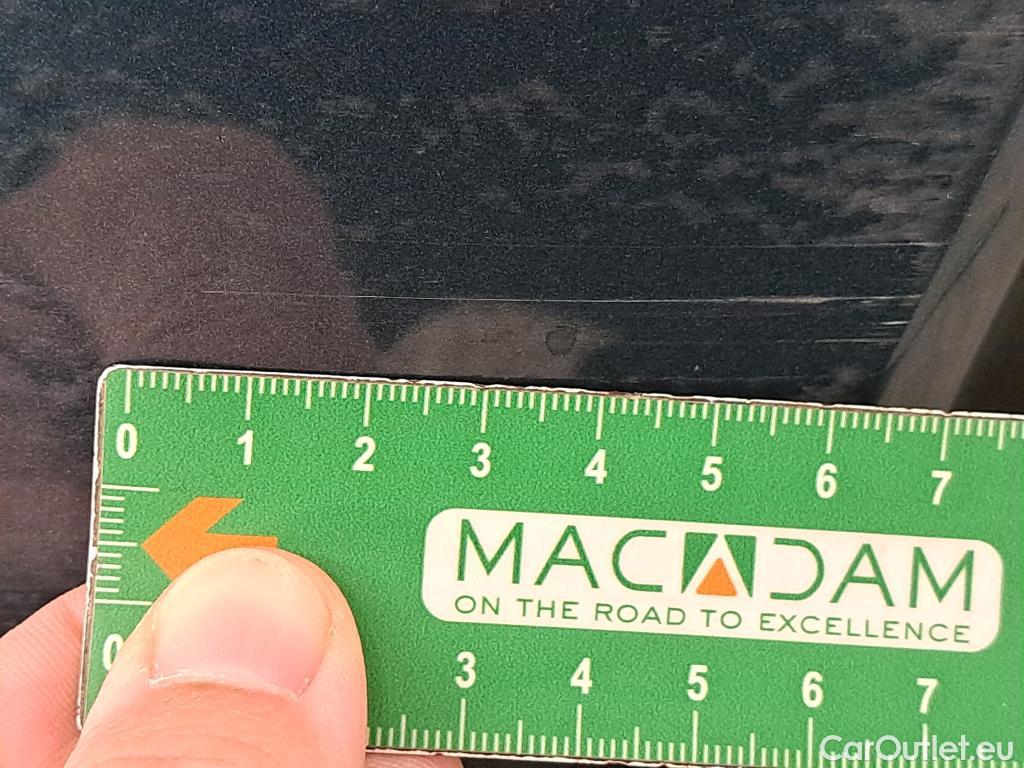 0 1 2 3 4 5 6 7
MACADAM
ON THE ROAD TO EXCELLENCE
0 3 4 5 6 7
CarOutlet.eu